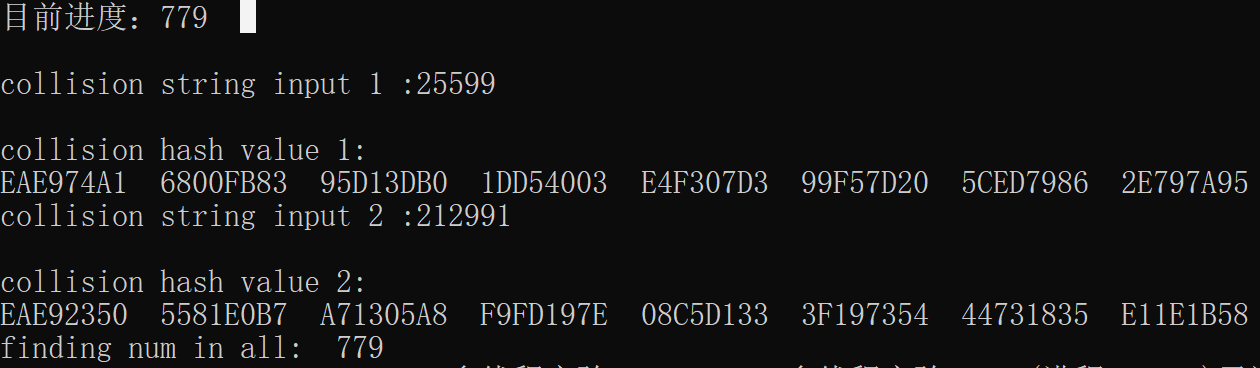 目前进度：779
collision string input 1 :25599
collision hash value 1:
EAE974A1  6800FB83  95D13DB0  1DD54003  E4F307D3  99F57D20  5CED7986  2E797A95
collision string input 2 :212991
collision hash value 2:
EAE92350  5581E0B7  A71305A8  F9FD197E  08C5D133  3F197354  44731835  E11E1B58
finding num in all:  779